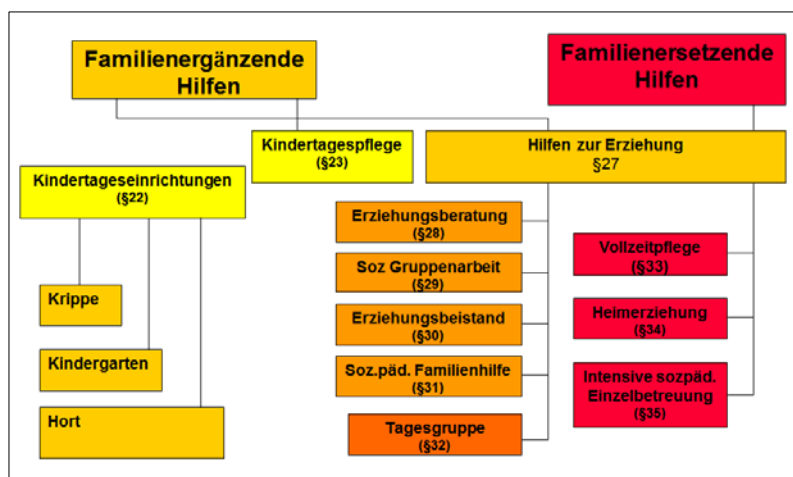 Familienergänzende
Hilfen
Familienersetzende
Hilfen
Kindertagespflege
(§23)
Hilfen zur Erziehung
§27
Kindertageseinrichtungen
(§22)
Erziehungsberatung
(§28)
Soz Gruppenarbeit
(§29)
Erziehungsbeistand
(§30)
Soz.päd. Familienhilfe
(§31)
Tagesgruppe
(§32)
Vollzeitpflege
(§33)
Heimerziehung
(§34)
Intensive sozpäd.
Einzelbetreuung
(§35)
Krippe
Kindergarten
Hort